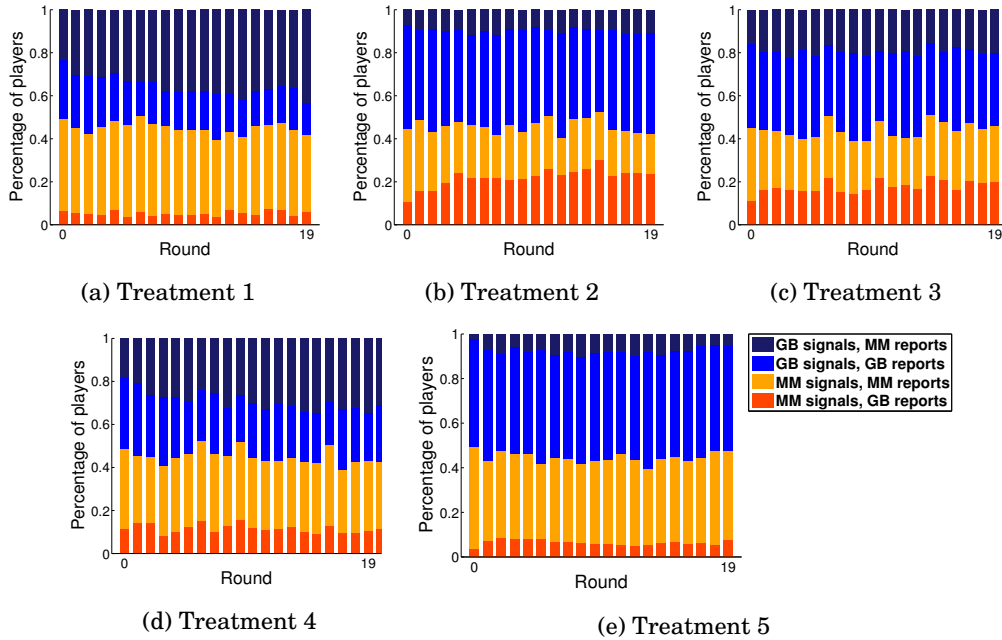 1
0.8
0.6
0.4
0.2
0
Percentage of players
0
19
Round
(a) Treatment 1
1
0.8
0.6
0.4
0.2
0
Percentage of players
0
19
Round
(b) Treatment 2
1
0.8
0.6
0.4
0.2
0
Percentage of players
0
19
Round
(c) Treatment 3
1
0.8
0.6
0.4
0.2
0
Percentage of players
0
19
Round
(d) Treatment 4
1
0.8
0.6
0.4
0.2
0
Percentage of players
0
19
Round
(e) Treatment 5
GB signals, MM reports
GB signals, GB reports
MM signals, MM reports
MM signals, GB reports